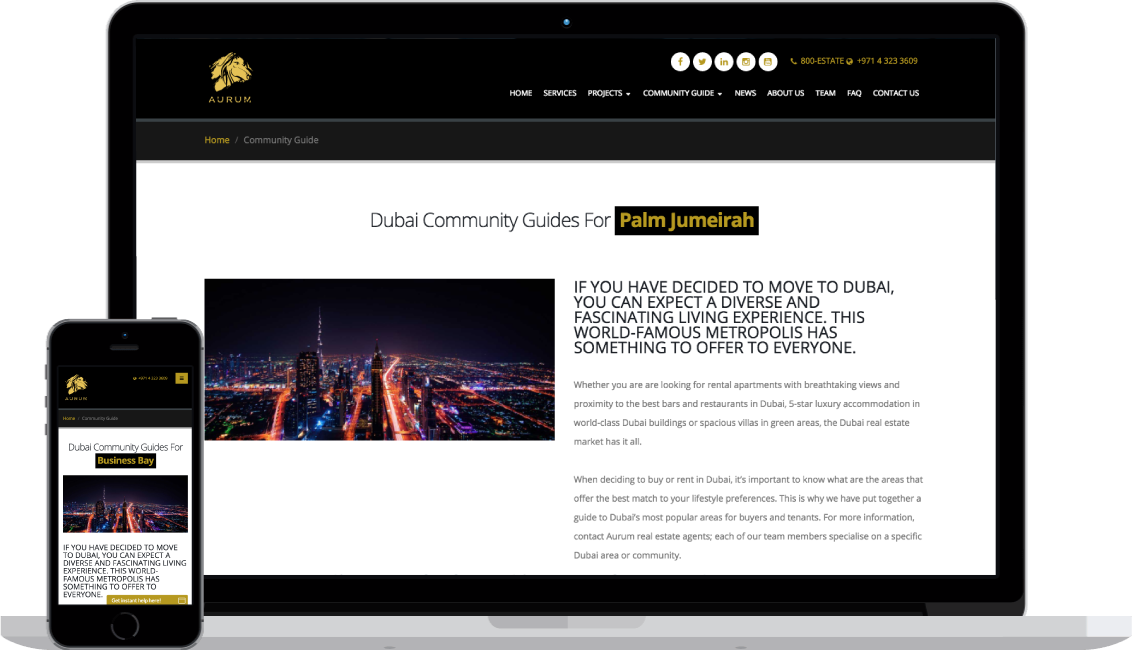 800-ESTATE +971 4 323 3609
AURUM
HOME SERVICES PROJECTS COMMUNITY GUIDE NEWS ABOUT US TEAM FAQ CONTACT US
Home / Community Guide
Dubai Community Guides For Palm Jumeirah
IF YOU HAVE DECIDED TO MOVE TO DUBAI,
YOU CAN EXPECT A DIVERSE AND
FASCINATING LIVING EXPERIENCE. THIS
WORLD-FAMOUS METROPOLIS HAS
SOMETHING TO OFFER TO EVERYONE.
Whether you are are looking for rental apartments with breathtaking views and
proximity to the best bars and restaurants in Dubai, 5-star luxury accommodation in
world-class Dubai buildings or spacious villas in green areas, the Dubai real estate
market has it all.
When deciding to buy or rent in Dubai, it's important to know what are the areas that
offer the best match to your lifestyle preferences. This is why we have put together a
guide to Dubai's most popular areas for buyers and tenants. For more information,
contact Aurum real estate agents; each of our team members specialise on a specific
Dubai area or community.
+971 4 323 3609
AURUM
Home / Community Guide
Dubai Community Guides For
Business Bay
IF YOU HAVE DECIDED TO MOVE
TO DUBAI, YOU CAN EXPECT A
DIVERSE AND FASCINATING LIVING
EXPERIENCE. THIS WORLD-
FAMOUS METROPOLIS HAS
SOMETHING TO OFFER TO
EVERYONE.
Get instant help here!